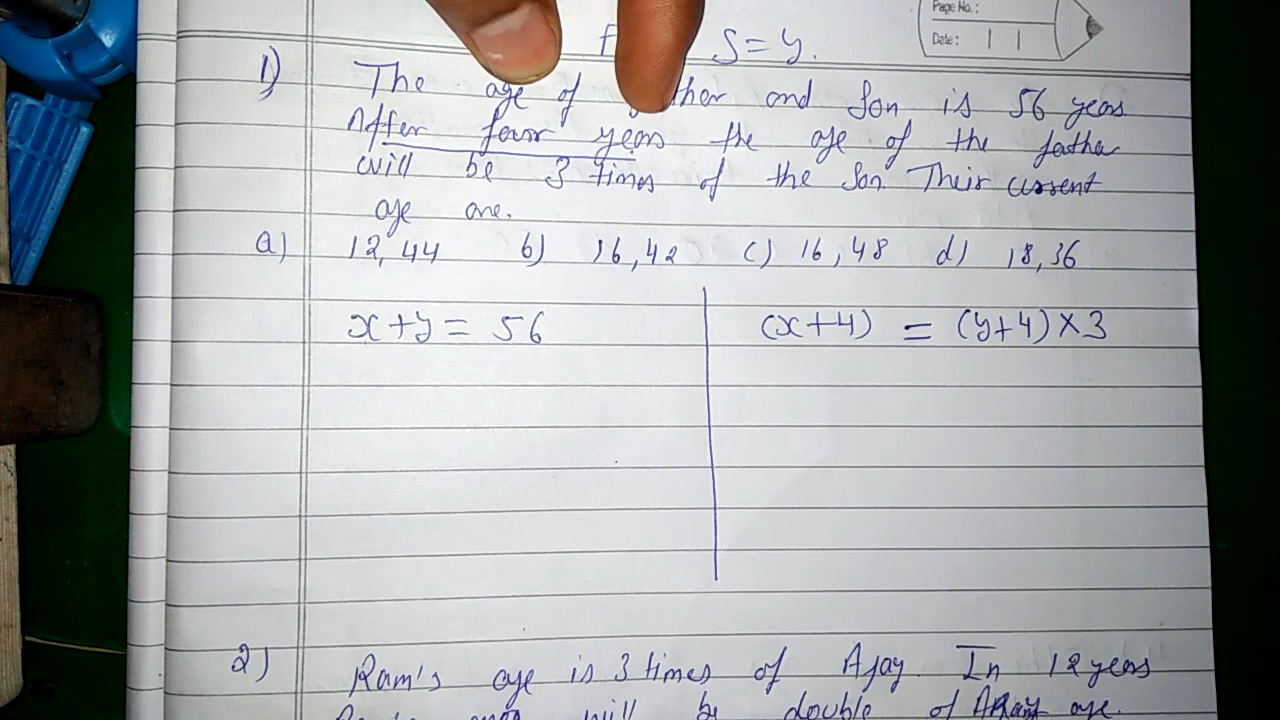 Page No.:
Date:
F S=y.
1) The age of ther and Son is 56 years
After four years the age of the father
will be 3 times of the Son Their current
age are.
a) 12,44 b) 16,42 c) 16,48 d) 18,36
x+y= 56 (x+4) = (y+4)×3
2) Ram's age is 3 times of Ajay In 12 years
will be double of age.